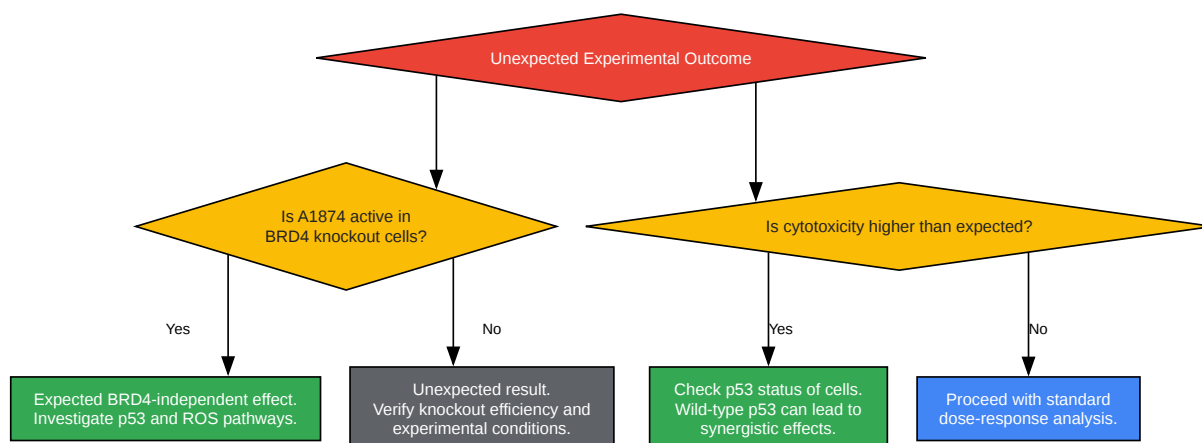 Unexpected Experimental Outcome
Is A1874 active in
BRD4 knockout cells?
Is cytotoxicity higher than expected?
Yes
No
Yes
No
Expected BRD4-independent effect.
Investigate p53 and ROS pathways.
Unexpected result.
Verify knockout efficiency and
experimental conditions.
Check p53 status of cells.
Wild-type p53 can lead to
synergistic effects.
Proceed with standard
dose-response analysis.